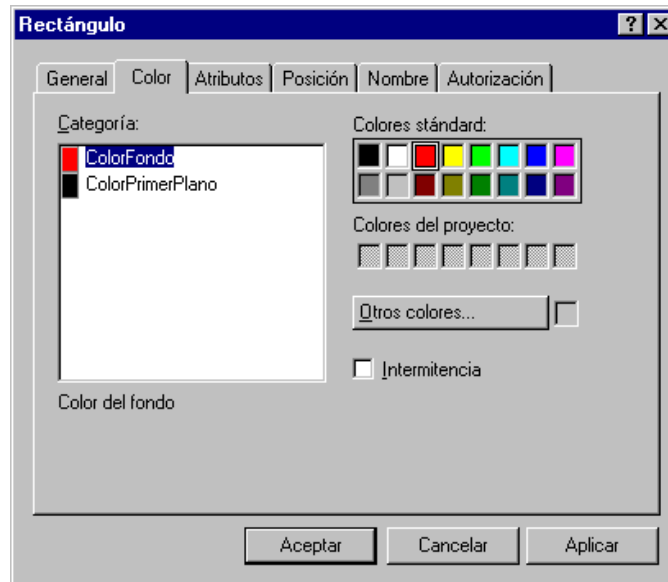 Rectángulo
General Color Atributos Posición Nombre Autorización
Categoría:
ColorFondo
ColorPrimerPlano
Color del fondo
Colores stándard:
Colores del proyecto:
Otros colores...
Intermitencia
Aceptar Cancelar Aplicar